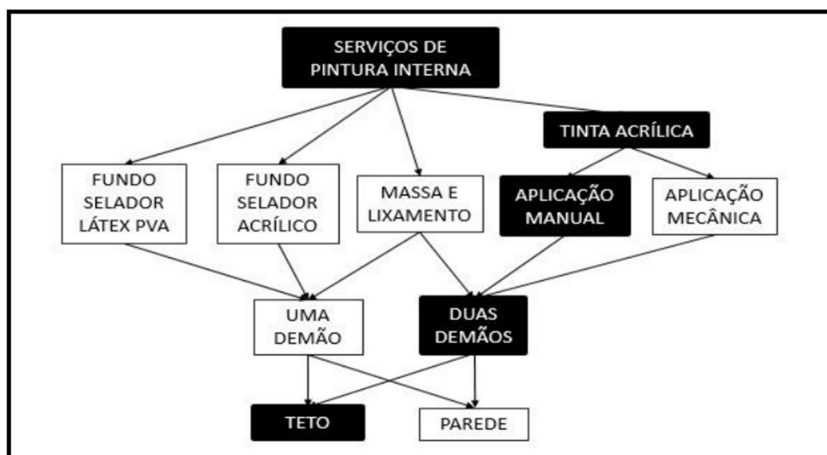 SERVIÇOS DE
PINTURA INTERNA
TINTA ACRÍLICA
FUNDO
SELADOR
LÁTEX PVA
FUNDO
SELADOR
ACRÍLICO
MASSA E
LIXAMENTO
APLICAÇÃO
MANUAL
APLICAÇÃO
MECÂNICA
UMA
DEMÃO
DUAS
DEMÃOS
TETO
PAREDE